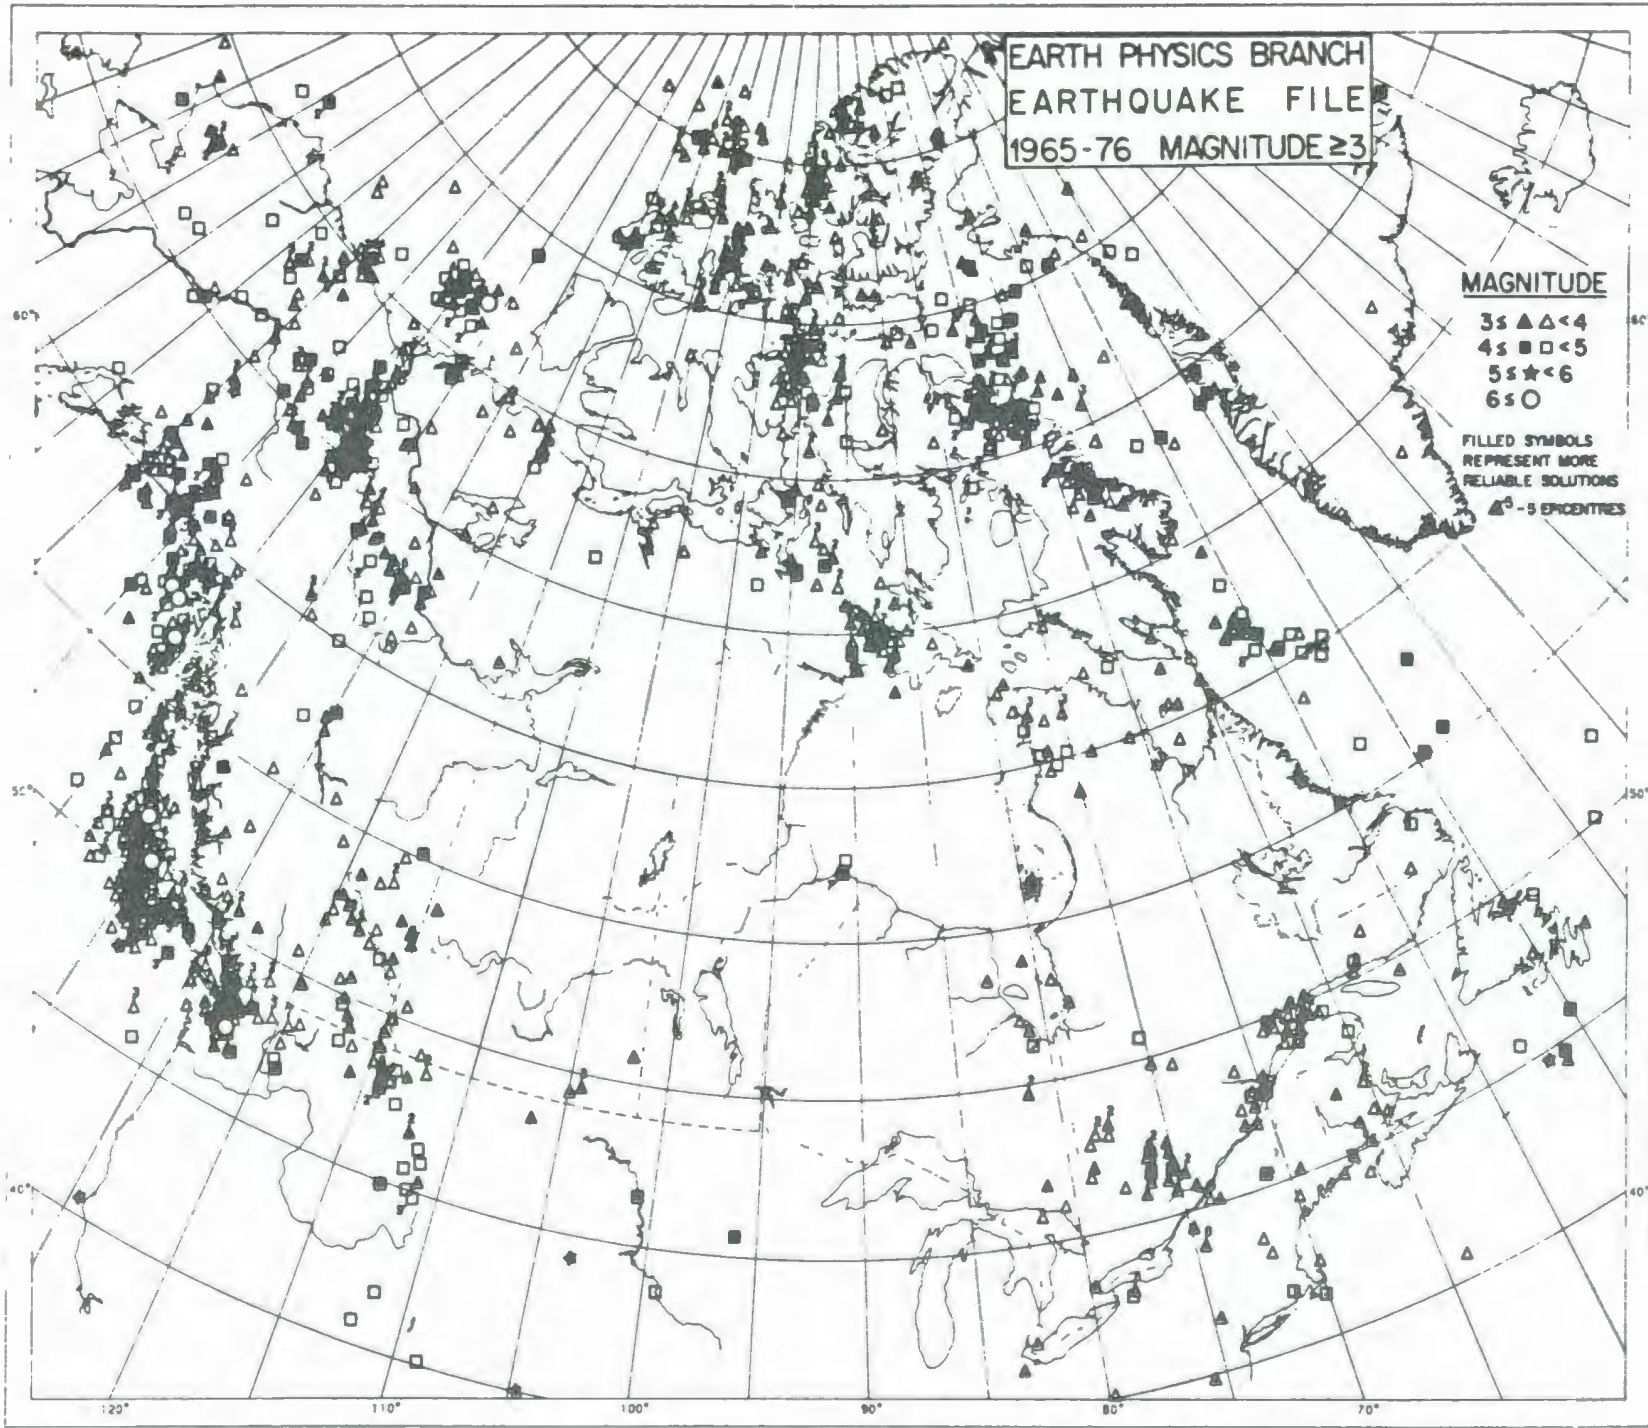 EARTH PHYSICS BRANCH
EARTHQUAKE FILE
1965-76 MAGNITUDE ≥3
MAGNITUDE
3≤ ▲ △ <4
4≤ ■ □ <5
5≤ ★ <6
6≤ ○
FILLED SYMBOLS
REPRESENT MORE
RELIABLE SOLUTIONS
▲5 - 5 EPICENTRES
60°
60°
50°
50°
40°
40°
120° 110° 100° 90° 80° 70°